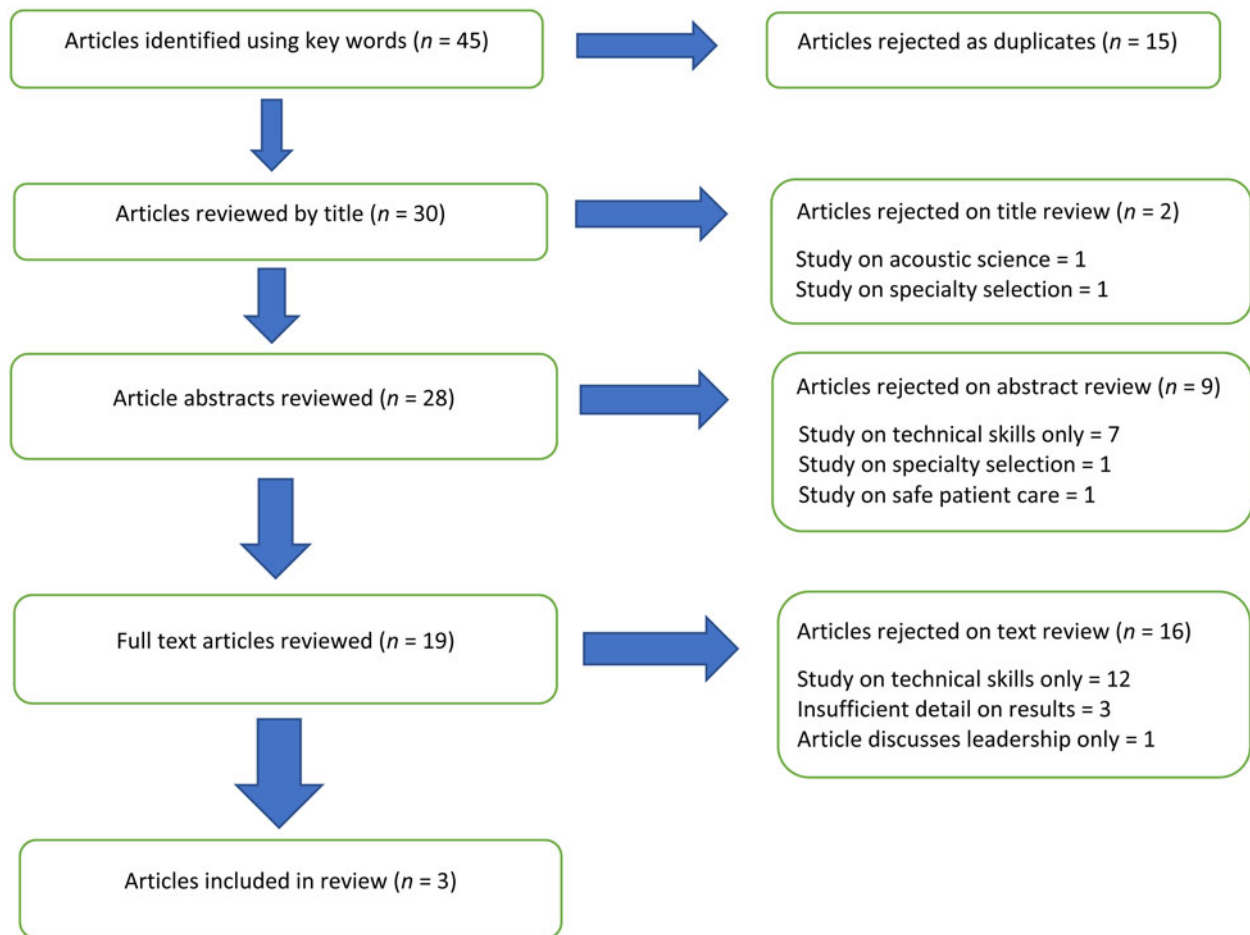 Articles identified using key words (n = 45)
Articles rejected as duplicates (n = 15)
Articles reviewed by title (n = 30)
Articles rejected on title review (n = 2)
Study on acoustic science = 1
Study on specialty selection = 1
Article abstracts reviewed (n = 28)
Articles rejected on abstract review (n = 9)
Study on technical skills only = 7
Study on specialty selection = 1
Study on safe patient care = 1
Full text articles reviewed (n = 19)
Articles rejected on text review (n = 16)
Study on technical skills only = 12
Insufficient detail on results = 3
Article discusses leadership only = 1
Articles included in review (n = 3)